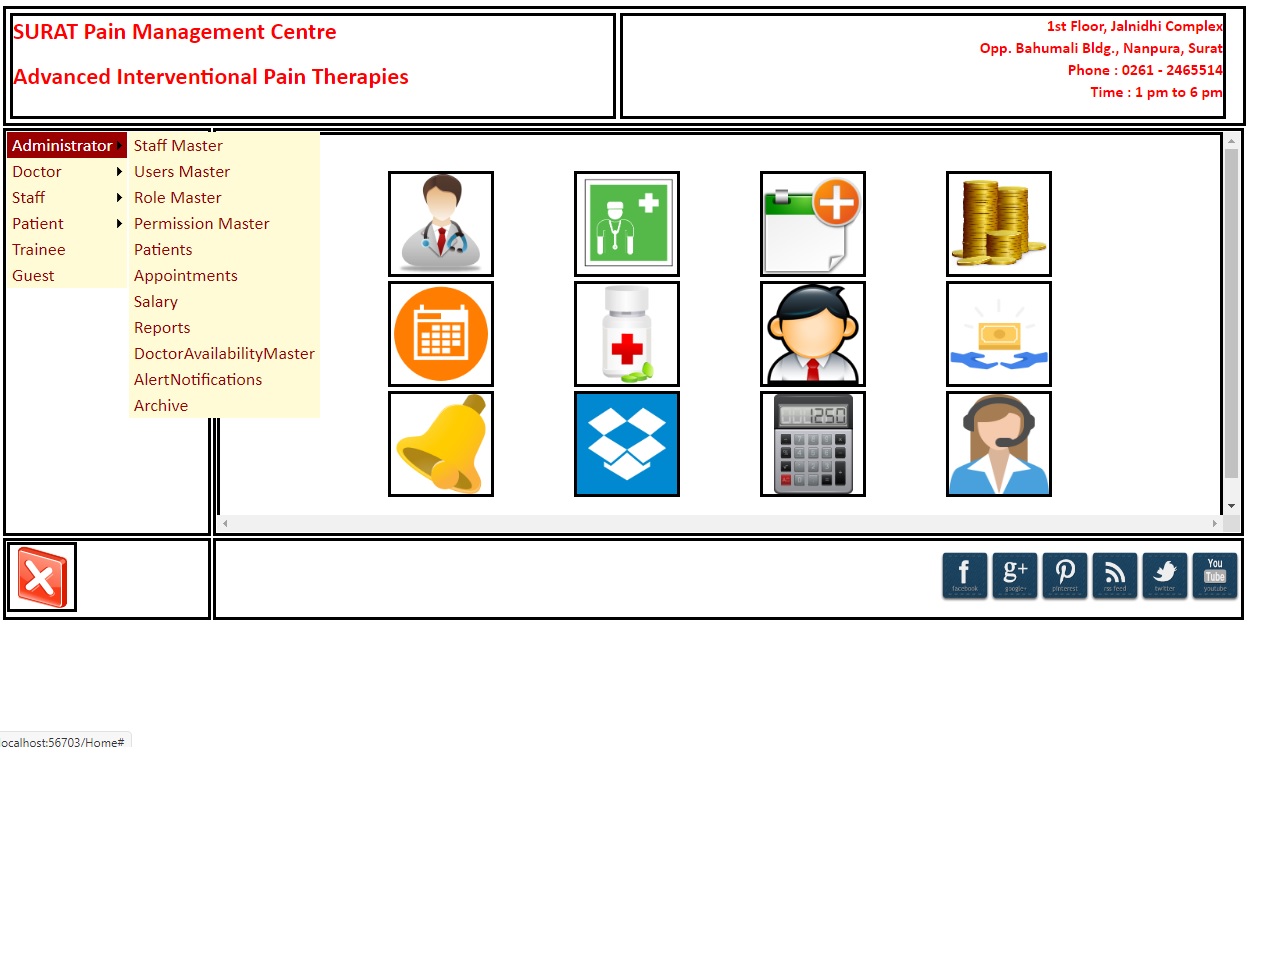 SURAT Pain Management Centre
Advanced Interventional Pain Therapies
1st Floor, Jalnidhi Complex
Opp. Bahumali Bldg., Nanpura, Surat
Phone : 0261 - 2465514
Time : 1 pm to 6 pm
Administrator
Doctor
Staff
Patient
Trainee
Guest
Staff Master
Users Master
Role Master
Permission Master
Patients
Appointments
Salary
Reports
DoctorAvailabilityMaster
AlertNotifications
Archive
1250
facebook
g+
google+
pinterest
rss feed
twitter
You
Tube
youtube
localhost:56703/Home#